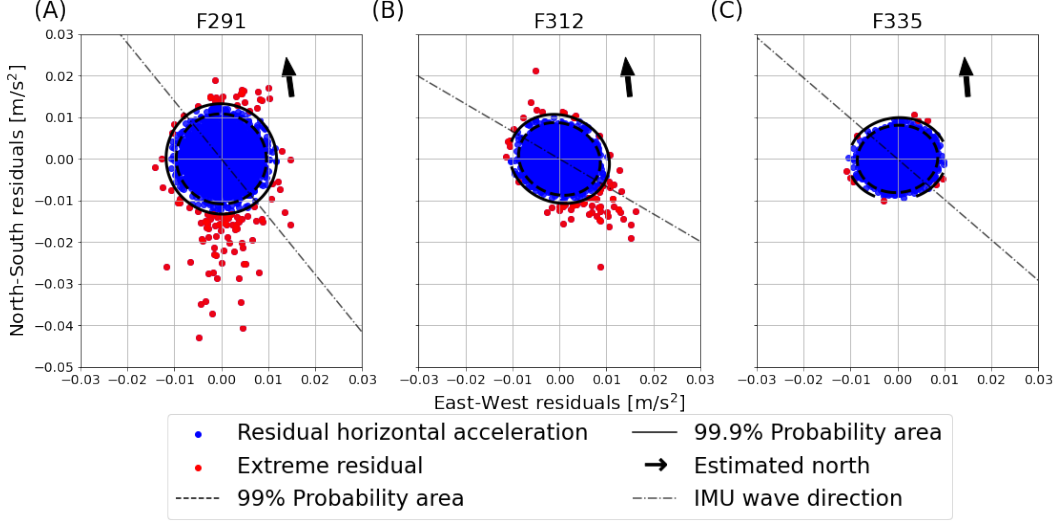 (A)
F291
(B)
F312
(C)
F335
North-South residuals [m/s²]
0.03
0.02
0.01
0.00
−0.01
−0.02
−0.03
−0.04
−0.05
−0.03 −0.02 −0.01 0.00 0.01 0.02 0.03
−0.03 −0.02 −0.01 0.00 0.01 0.02 0.03
−0.03 −0.02 −0.01 0.00 0.01 0.02 0.03
East-West residuals [m/s²]
Residual horizontal acceleration
Extreme residual
99% Probability area
99.9% Probability area
Estimated north
IMU wave direction